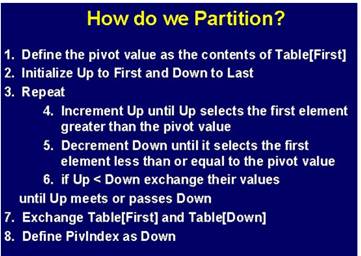 How do we Partition?
1. Define the pivot value as the contents of Table[First]
2. Initialize Up to First and Down to Last
3. Repeat
4. Increment Up until Up selects the first element
greater than the pivot value
5. Decrement Down until it selects the first
element less than or equal to the pivot value
6. if Up < Down exchange their values
until Up meets or passes Down
7. Exchange Table[First] and Table[Down]
8. Define PivIndex as Down